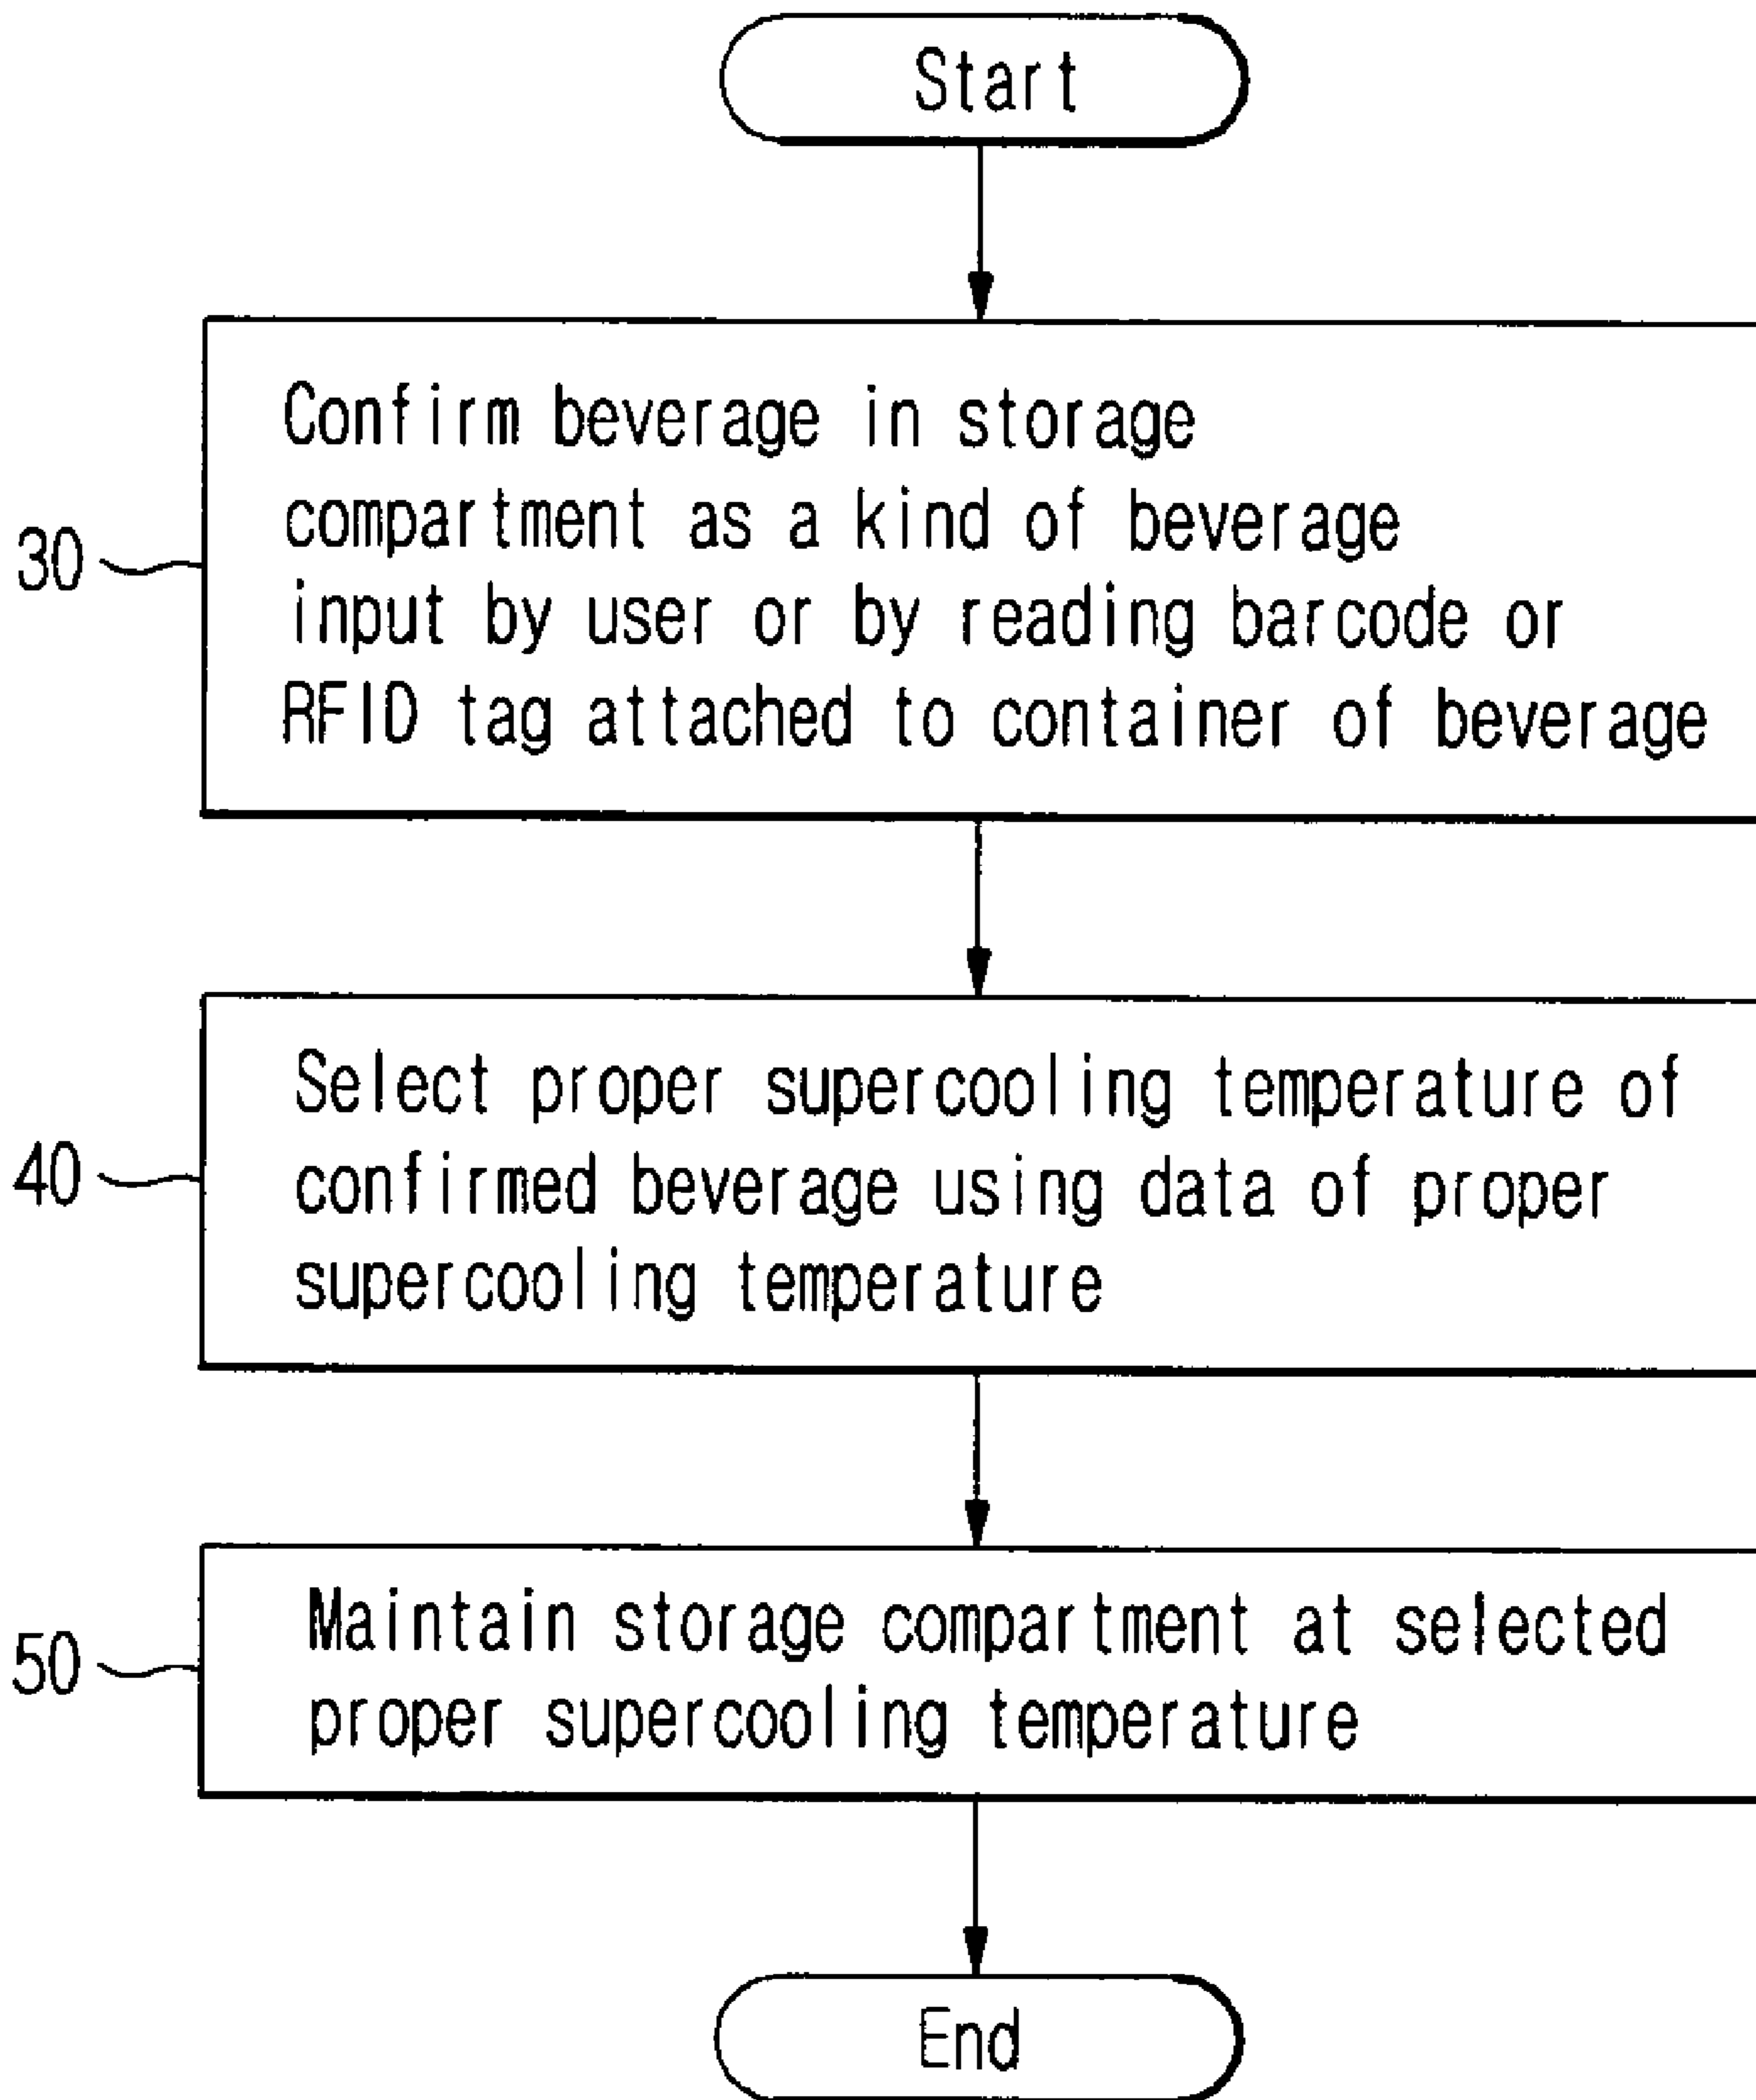 Start
30
Confirm beverage in storage
compartment as a kind of beverage
input by user or by reading barcode or
RFID tag attached to container of beverage
40
Select proper supercooling temperature of
confirmed beverage using data of proper
supercooling temperature
50
Maintain storage compartment at selected
proper supercooling temperature
End